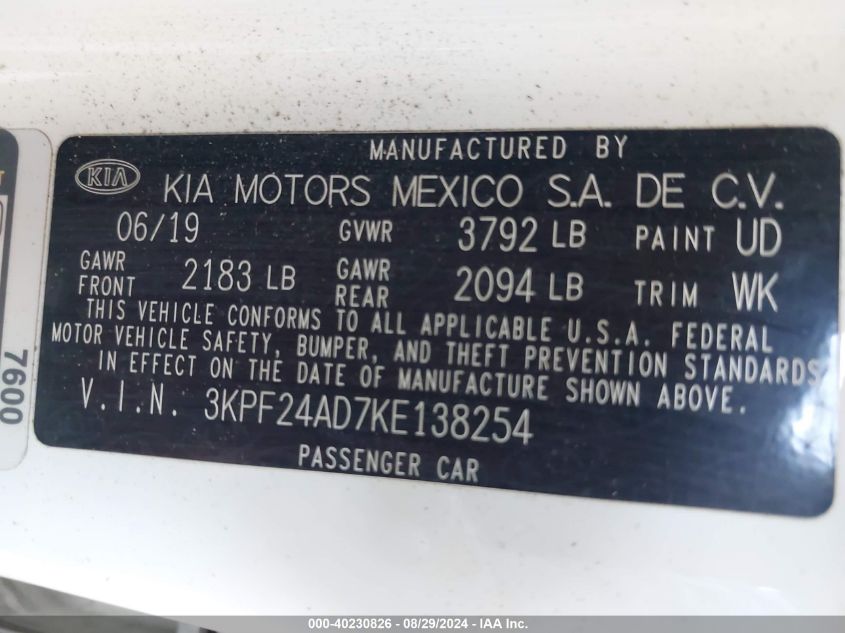 MANUFACTURED BY
KIA KIA MOTORS MEXICO S.A. DE C.V.
06/19 GVWR 3792 LB PAINT UD
GAWR FRONT 2183 LB GAWR REAR 2094 LB TRIM WK
THIS VEHICLE CONFORMS TO ALL APPLICABLE U.S.A. FEDERAL
MOTOR VEHICLE SAFETY, BUMPER, AND THEFT PREVENTION STANDARDS
IN EFFECT ON THE DATE OF MANUFACTURE SHOWN ABOVE.
V.I.N. 3KPF24AD7KE138254
PASSENGER CAR
7600
000-40230826 - 08/29/2024 - IAA Inc.